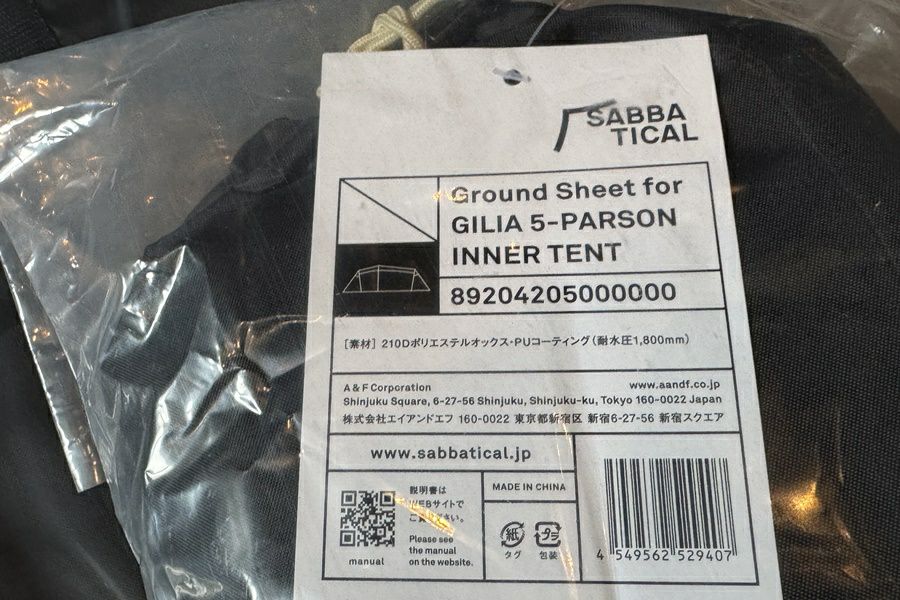 SABBA
TICAL
Ground Sheet for
GILIA 5-PARSON
INNER TENT
89204205000000
[素材] 210Dポリエステルオックス・PUコーティング(耐水圧1,800mm)
A & F Corporation www.aandf.co.jp
Shinjuku Square, 6-27-56 Shinjuku, Shinjuku-ku, Tokyo 160-0022 Japan
株式会社エイアンドエフ 160-0022 東京都新宿区 新宿6-27-56 新宿スクエア
www.sabbatical.jp
説明書は
WEBサイトで
ご覧ください。
Please see
the manual
on the website.
manual
MADE IN CHINA
紙
タグ
プラ
包装
4 549562 529407